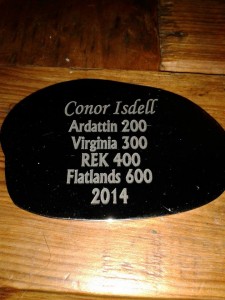 Conor Isdell
Ardattin 200
Virginia 300
REK 400
Flatlands 600
2014